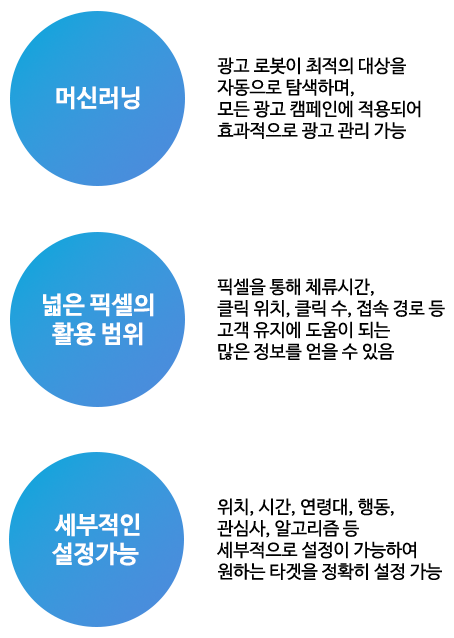 머신러닝
광고 로봇이 최적의 대상을
자동으로 탐색하며,
모든 광고 캠페인에 적용되어
효과적으로 광고 관리 가능
넓은 픽셀의
활용 범위
픽셀을 통해 체류시간,
클릭 위치, 클릭 수, 접속 경로 등
고객 유지에 도움이 되는
많은 정보를 얻을 수 있음
세부적인
설정가능
위치, 시간, 연령대, 행동,
관심사, 알고리즘 등
세부적으로 설정이 가능하여
원하는 타겟을 정확히 설정 가능